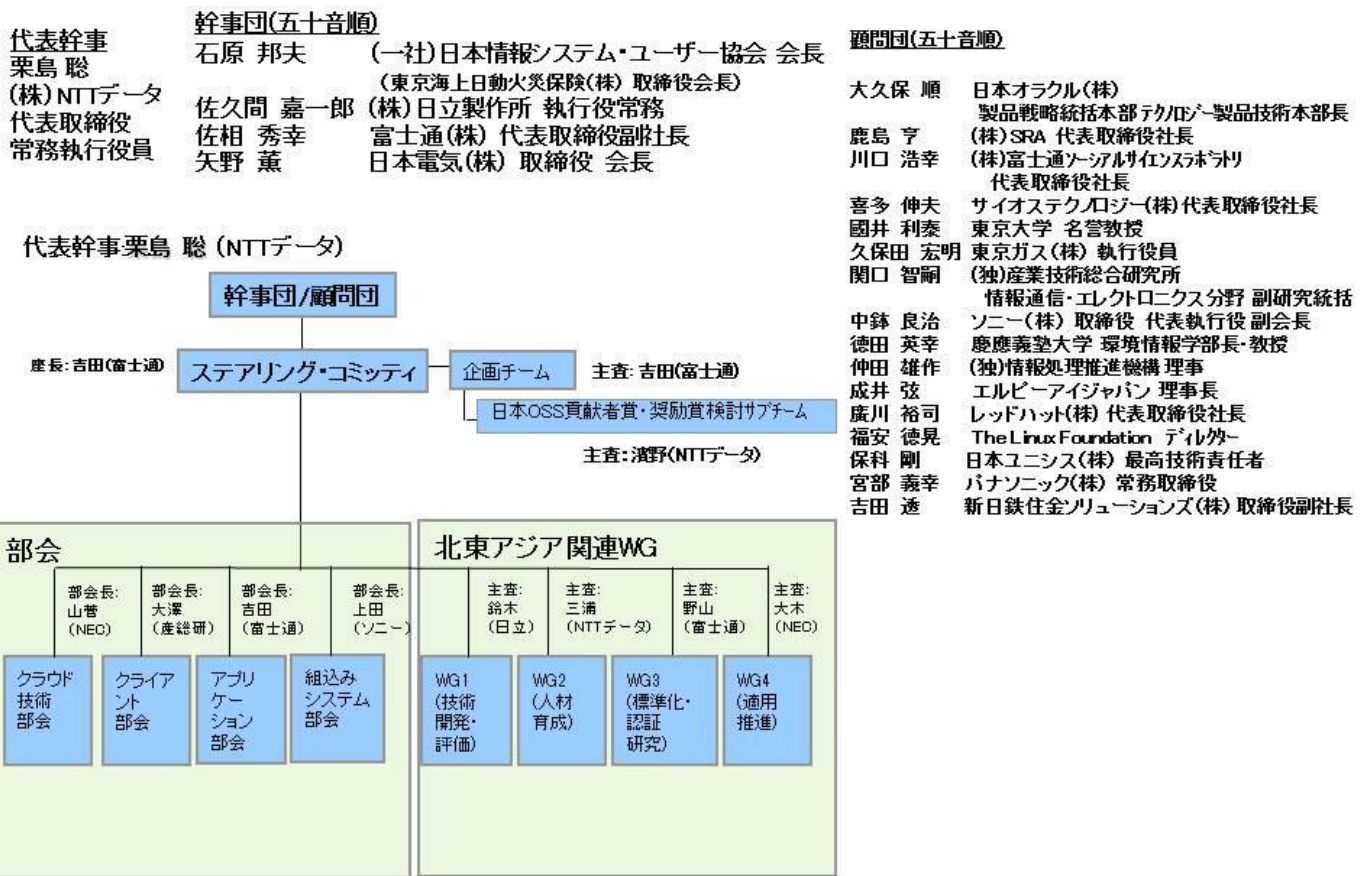 代表幹事
栗島 聡
(株)NTTデータ
代表取締役
常務執行役員
幹事団(五十音順)
石原 邦夫 (一社)日本情報システム・ユーザー協会 会長
(東京海上日動火災保険(株) 取締役会長)
佐久間 嘉一郎 (株)日立製作所 執行役常務
佐相 秀幸 富士通(株) 代表取締役副社長
矢野 薫 日本電気(株) 取締役 会長
顧問団(五十音順)
大久保 順 日本オラクル(株)
製品戦略統括本部 テクノロジー製品技術本部長
鹿島 亨 (株)SRA 代表取締役社長
川口 浩幸 (株)富士通ソーシアルサイエンスラボラトリ
代表取締役社長
喜多 伸夫 サイオステクノロジー(株)代表取締役社長
國井 利泰 東京大学 名誉教授
久保田 宏明 東京ガス(株) 執行役員
関口 智嗣 (独)産業技術総合研究所
情報通信・エレクトロニクス分野 副研究統括
中鉢 良治 ソニー(株) 取締役 代表執行役 副会長
徳田 英幸 慶應義塾大学 環境情報学部長・教授
仲田 雄作 (独)情報処理推進機構 理事
成井 弦 エルピーアイジャパン 理事長
廣川 裕司 レッドハット(株) 代表取締役社長
福安 徳晃 The Linux Foundation ディレクター
保科 剛 日本ユニシス(株) 最高技術責任者
宮部 義幸 パナソニック(株) 常務取締役
吉田 透 新日鉄住金ソリューションズ(株) 取締役副社長
代表幹事:栗島 聡 (NTTデータ)
幹事団/顧問団
座長:吉田(富士通)
ステアリング・コミッティ
企画チーム
主査:吉田(富士通)
日本OSS貢献者賞・奨励賞検討サブチーム
主査:濱野(NTTデータ)
部会
部会長:
山菅
(NEC)
部会長:
大澤
(産総研)
部会長:
吉田
(富士通)
部会長:
上田
(ソニー)
クラウド
技術
部会
クライア
ント
部会
アプリ
ケー
ション
部会
組込み
システム
部会
北東アジア関連WG
主査:
鈴木
(日立)
主査:
三浦
(NTTデータ)
主査:
野山
(富士通)
主査:
大木
(NEC)
WG1
(技術
開発・
評価)
WG2
(人材
育成)
WG3
(標準化・
認証
研究)
WG4
(適用
推進)